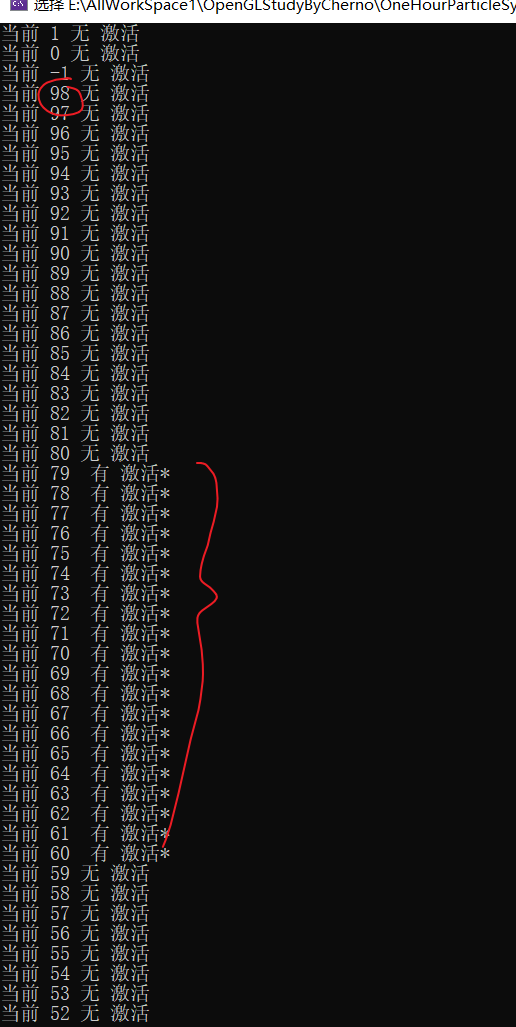 选择 E:\AllWorkSpace1\OpenGLStudyByCherno\OneHourParticleSy
当前 1 无 激活
当前 0 无 激活
当前 -1 无 激活
当前 98 无 激活
当前 97 无 激活
当前 96 无 激活
当前 95 无 激活
当前 94 无 激活
当前 93 无 激活
当前 92 无 激活
当前 91 无 激活
当前 90 无 激活
当前 89 无 激活
当前 88 无 激活
当前 87 无 激活
当前 86 无 激活
当前 85 无 激活
当前 84 无 激活
当前 83 无 激活
当前 82 无 激活
当前 81 无 激活
当前 80 无 激活
当前 79 有 激活*
当前 78 有 激活*
当前 77 有 激活*
当前 76 有 激活*
当前 75 有 激活*
当前 74 有 激活*
当前 73 有 激活*
当前 72 有 激活*
当前 71 有 激活*
当前 70 有 激活*
当前 69 有 激活*
当前 68 有 激活*
当前 67 有 激活*
当前 66 有 激活*
当前 65 有 激活*
当前 64 有 激活*
当前 63 有 激活*
当前 62 有 激活*
当前 61 有 激活*
当前 60 有 激活*
当前 59 无 激活
当前 58 无 激活
当前 57 无 激活
当前 56 无 激活
当前 55 无 激活
当前 54 无 激活
当前 53 无 激活
当前 52 无 激活